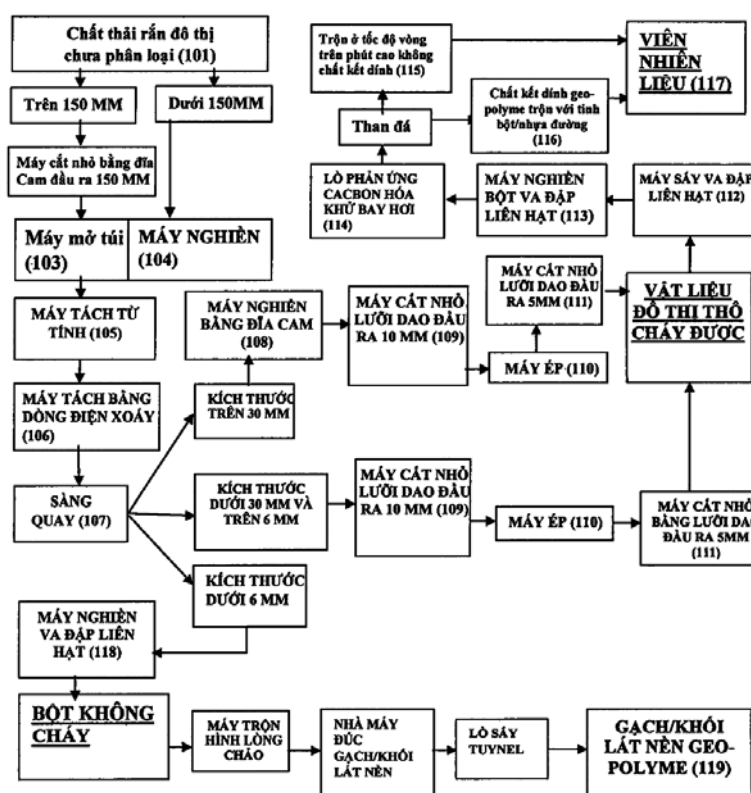 Chất thải rắn đô thị
chưa phân loại (101)
Trên 150 MM
Dưới 150MM
Máy cắt nhỏ bằng đĩa
Cam đầu ra 150 MM
Máy mở túi
(103)
MÁY NGHIỀN
(104)
MÁY TÁCH TỪ
TÍNH (105)
MÁY TÁCH BẰNG
DÒNG ĐIỆN XOÁY
(106)
SÀNG
QUAY (107)
KÍCH THƯỚC
TRÊN 30 MM
MÁY NGHIỀN
BẰNG ĐĨA CAM
(108)
MÁY CẮT NHỎ
LƯỠI DAO ĐẦU
RA 10 MM (109)
MÁY ÉP (110)
MÁY CẮT NHỎ
LƯỠI DAO ĐẦU
RA 5MM (111)
VẬT LIỆU
ĐÔ THỊ THÔ
CHÁY ĐƯỢC
KÍCH THƯỚC
DƯỚI 30 MM VÀ
TRÊN 6 MM
MÁY CẮT NHỎ
LƯỠI DAO ĐẦU
RA 10 MM (109)
MÁY ÉP (110)
MÁY CẮT NHỎ
BẰNG LƯỠI DAO
ĐẦU RA 5MM
(111)
MÁY SẤY VA ĐẬP
LIÊN HẠT (112)
MÁY NGHIỀN
BỘT VA ĐẬP
LIÊN HẠT (113)
LÒ PHẢN ỨNG
CACBON HÓA
KHỬ BAY HƠI
(114)
Than đá
Trộn ở tốc độ vòng
trên phút cao không
chất kết dính (115)
Chất kết dính geo-
polyme trộn với tinh
bột/nhựa đường
(116)
VIÊN
NHIÊN
LIỆU (117)
KÍCH THƯỚC
DƯỚI 6 MM
MÁY NGHIỀN
VA ĐẬP LIÊN
HẠT (118)
BỘT KHÔNG
CHÁY
MÁY TRỘN
HÌNH LÒNG
CHẢO
NHÀ MÁY
ĐÚC
GẠCH/KHỐI
LÁT NỀN
LÒ SẤY
TUYNEL
GẠCH/KHỐI
LÁT NỀN GEO-
POLYME (119)